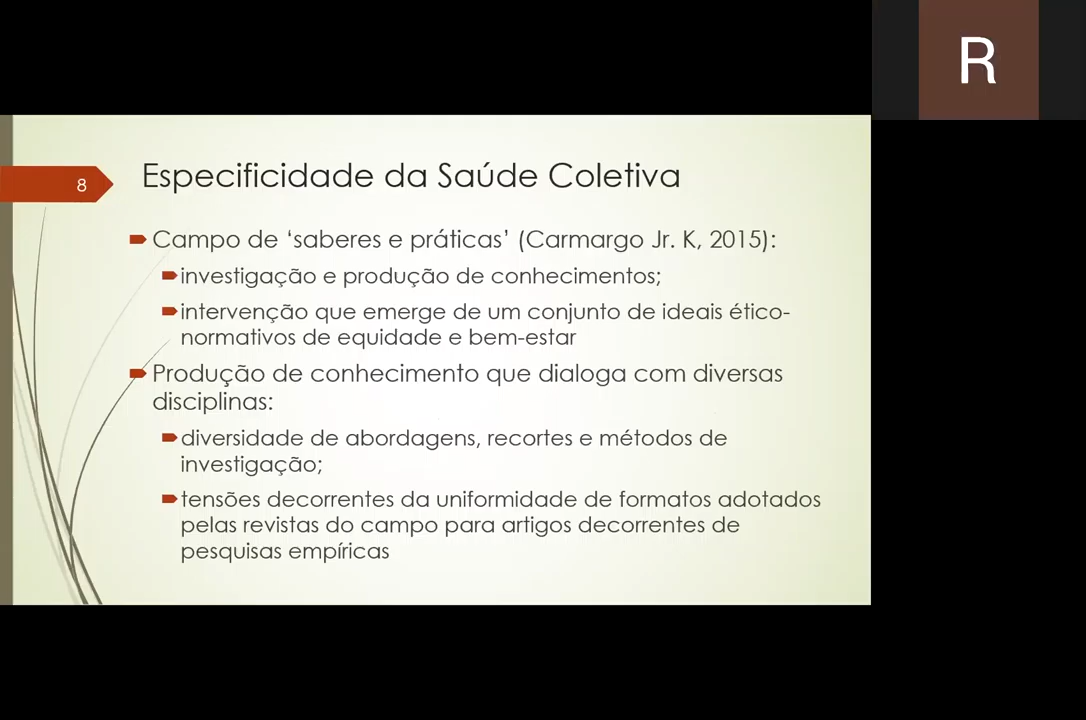 R
8
Especificidade da Saúde Coletiva
Campo de ‘saberes e práticas’ (Carmargo Jr. K, 2015):
investigação e produção de conhecimentos;
intervenção que emerge de um conjunto de ideais ético-
normativos de equidade e bem-estar
Produção de conhecimento que dialoga com diversas
disciplinas:
diversidade de abordagens, recortes e métodos de
investigação;
tensões decorrentes da uniformidade de formatos adotados
pelas revistas do campo para artigos decorrentes de
pesquisas empíricas